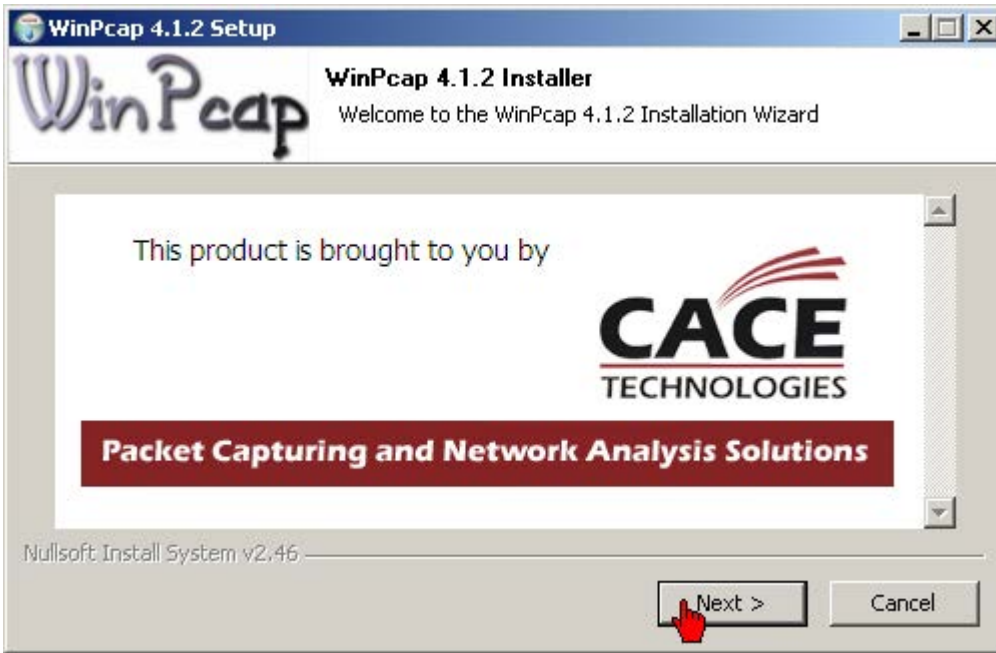 WinPcap 4.1.2 Setup
WinPcap
WinPcap 4.1.2 Installer
Welcome to the WinPcap 4.1.2 Installation Wizard
This product is brought to you by
CACE
TECHNOLOGIES
Packet Capturing and Network Analysis Solutions
Nullsoft Install System v2.46
Next >
Cancel